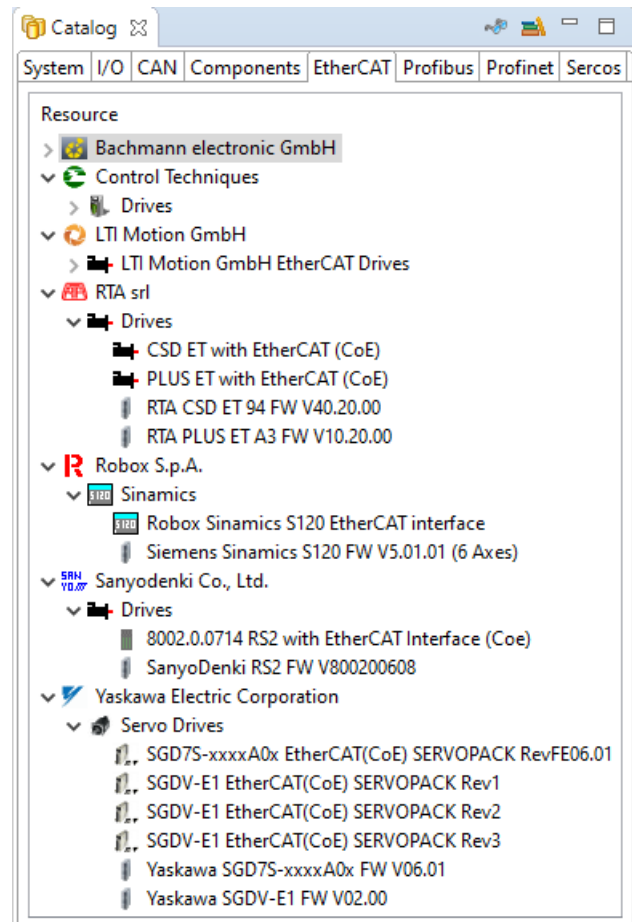 Catalog
System I/O CAN Components EtherCAT Profibus Profinet Sercos
Resource
Bachmann electronic GmbH
Control Techniques
Drives
LTI Motion GmbH
LTI Motion GmbH EtherCAT Drives
RTA srl
Drives
CSD ET with EtherCAT (CoE)
PLUS ET with EtherCAT (CoE)
RTA CSD ET 94 FW V40.20.00
RTA PLUS ET A3 FW V10.20.00
Robox S.p.A.
S120 Sinamics
S120 Robox Sinamics S120 EtherCAT interface
Siemens Sinamics S120 FW V5.01.01 (6 Axes)
SAN YO Sanyodenki Co., Ltd.
Drives
8002.0.0714 RS2 with EtherCAT Interface (Coe)
SanyoDenki RS2 FW V800200608
Yaskawa Electric Corporation
Servo Drives
SGD7S-xxxxA0x EtherCAT(CoE) SERVOPACK RevFE06.01
SGDV-E1 EtherCAT(CoE) SERVOPACK Rev1
SGDV-E1 EtherCAT(CoE) SERVOPACK Rev2
SGDV-E1 EtherCAT(CoE) SERVOPACK Rev3
Yaskawa SGD7S-xxxxA0x FW V06.01
Yaskawa SGDV-E1 FW V02.00